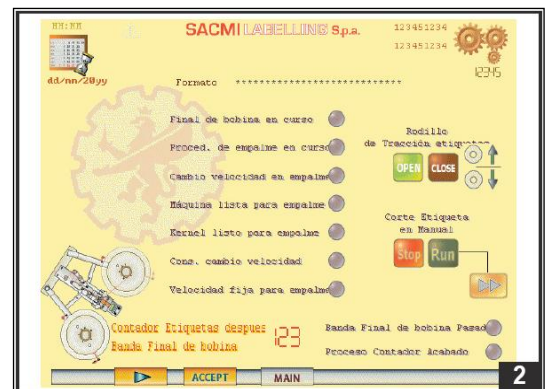 HH:NN
SACMI LABELLING S.p.a.
123451234
123451234
12345
dd/nn/20yy
Formato ****************************
Final de bobina en curso
Proced. de empalme en curso
Cambio velocidad en empalme
Máquina lista para empalme
Kernel listo para empalme
Cons. cambio velocidad
Velocidad fija para empalme
Rodillo
de Tracción etiquetas
OPEN CLOSE
Corte Etiqueta
en Manual
Stop Run
Contador Etiquetas despues
Banda Final de bobina
123
Banda Final de bobina Pasad
Proceso Contador Acabado
ACCEPT MAIN
2